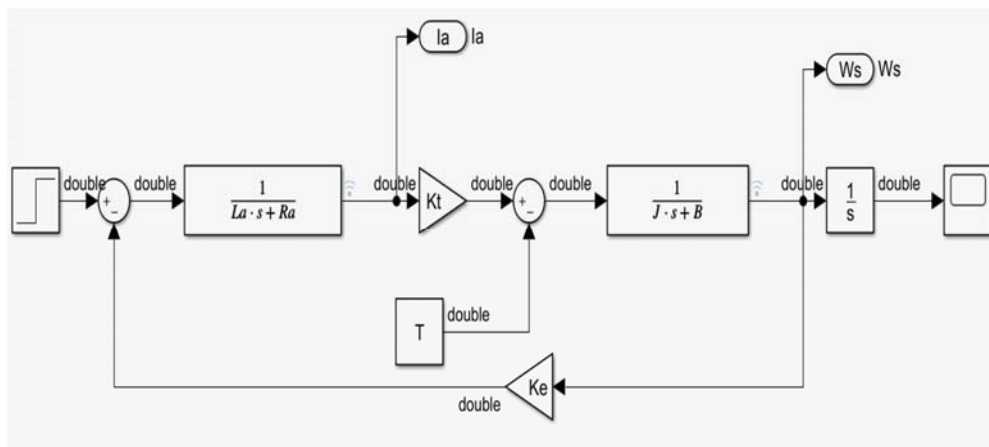 Ia Ia
Ws Ws
double
+
−
double
1
La · s + Ra
double
Kt
double
+
−
double
1
J · s + B
double
1
s
double
T
double
Ke
double